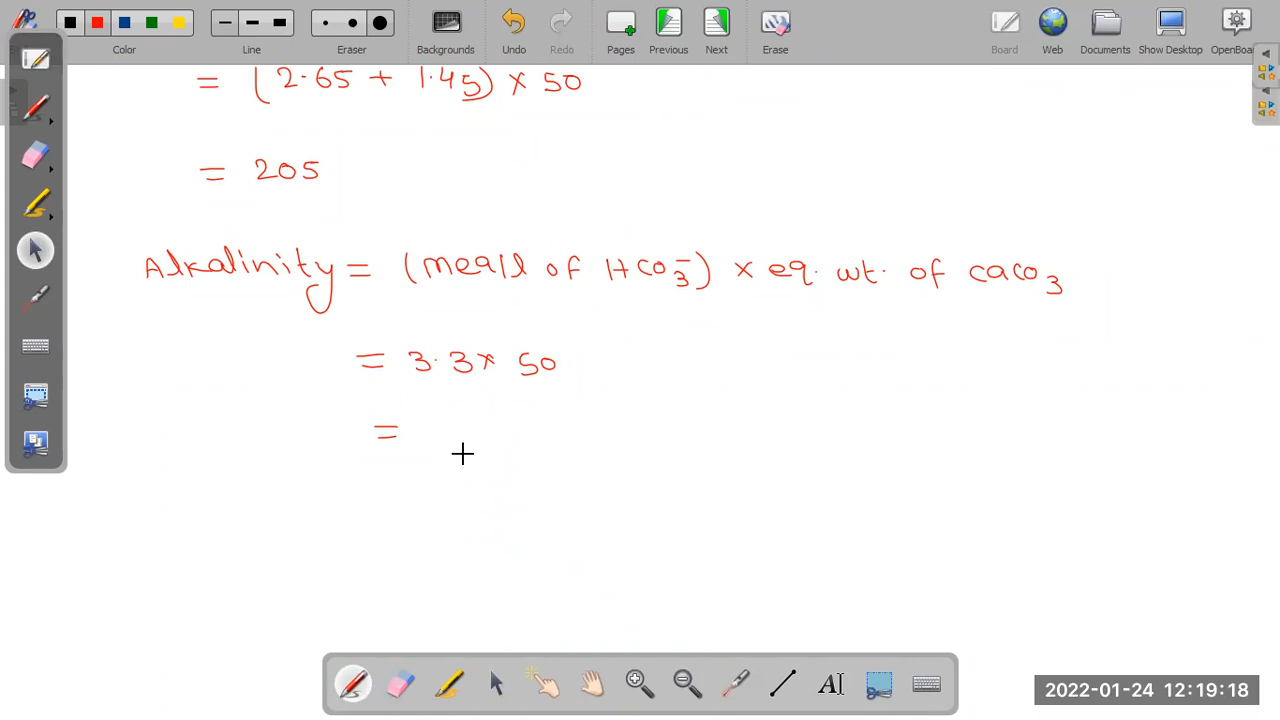 Color
Line
Eraser
Backgrounds
Undo
Redo
Pages
Previous
Next
Erase
Board
Web
Documents
Show Desktop
OpenBoa
= (2.65 + 1.45) × 50
= 205
Alkalinity = (meq/l of HCO3-) × eq. wt. of caco3
= 3.3 × 50
=
AI
2022-01-24 12:19:18